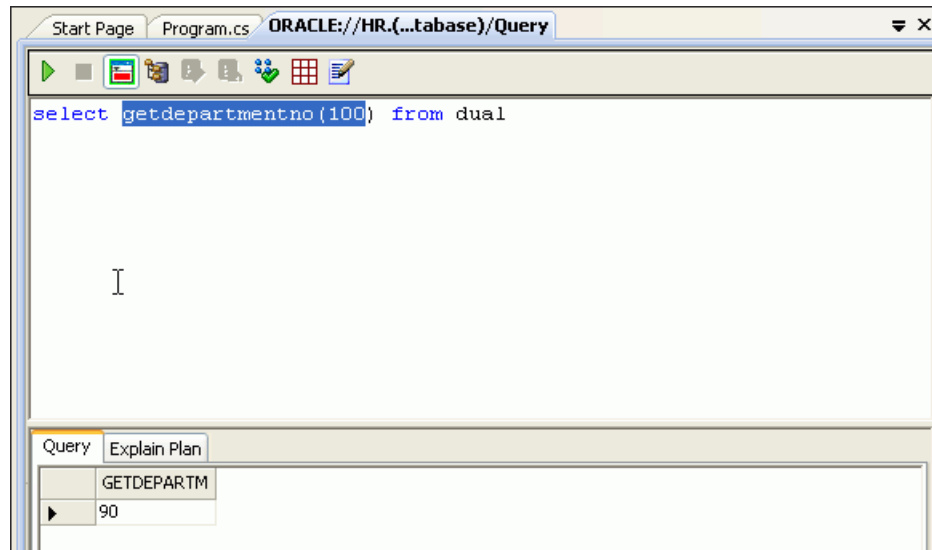 Start Page Program.cs ORACLE://HR.(...tabase)/Query
select getdepartmentno(100) from dual
Query Explain Plan
GETDEPARTM
90